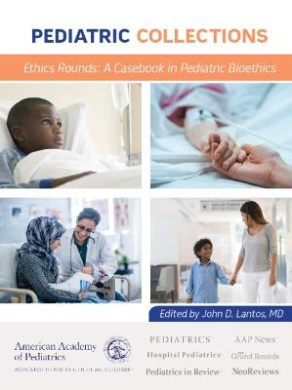 PEDIATRIC COLLECTIONS
Ethics Rounds: A Casebook in Pediatric Bioethics
Edited by John D. Lantos, MD
American Academy
of Pediatrics
DEDICATED TO THE HEALTH OF ALL CHILDREN®
PEDIATRICS
AAP News
Hospital Pediatrics
Grand Rounds
Pediatrics in Review
NeoReviews